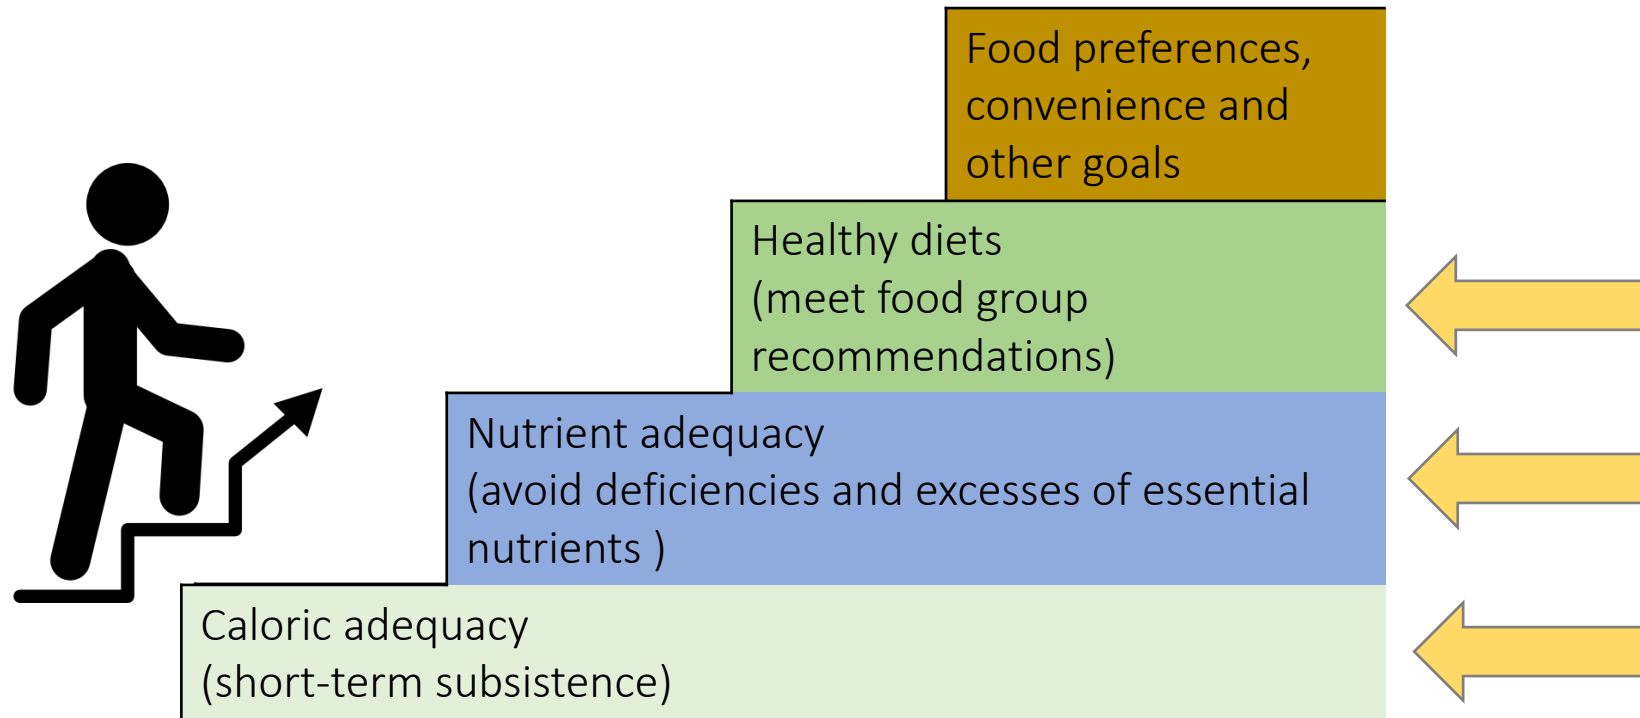 Food preferences,
convenience and
other goals
Healthy diets
(meet food group
recommendations)
Nutrient adequacy
(avoid deficiencies and excesses of essential
nutrients )
Caloric adequacy
(short-term subsistence)